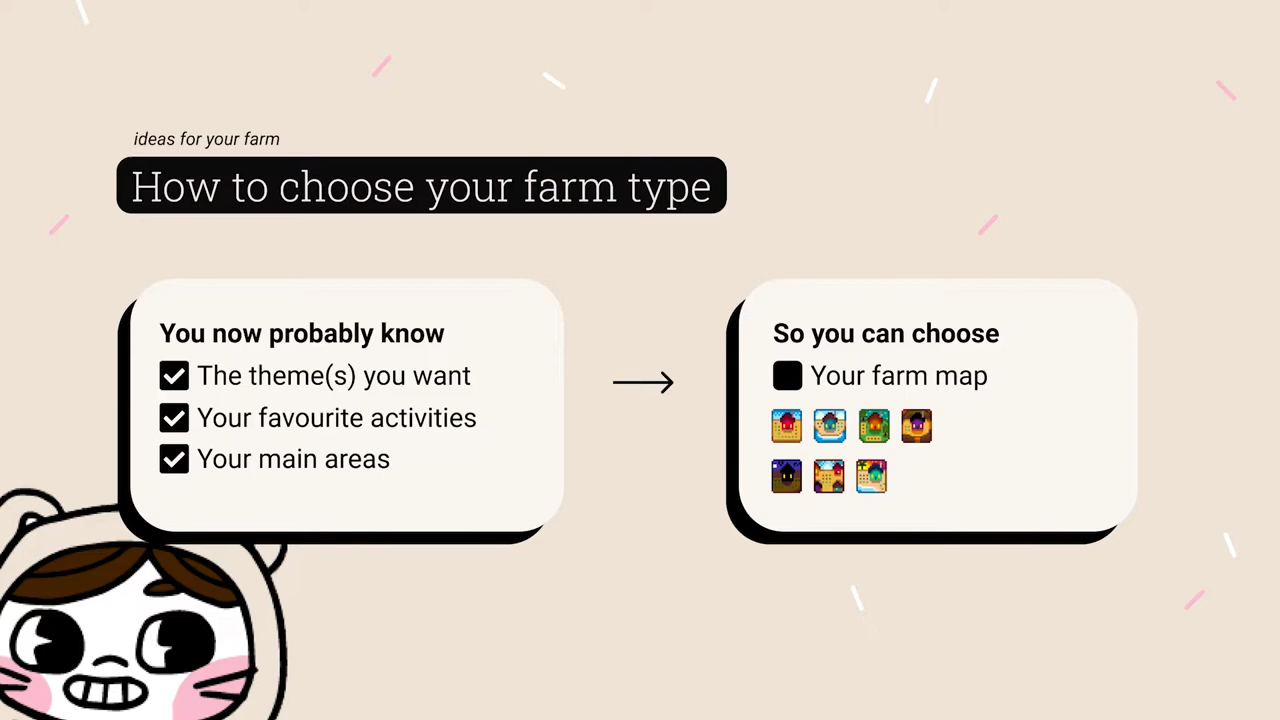 ideas for your farm
How to choose your farm type
You now probably know
The theme(s) you want
Your favourite activities
Your main areas
So you can choose
Your farm map